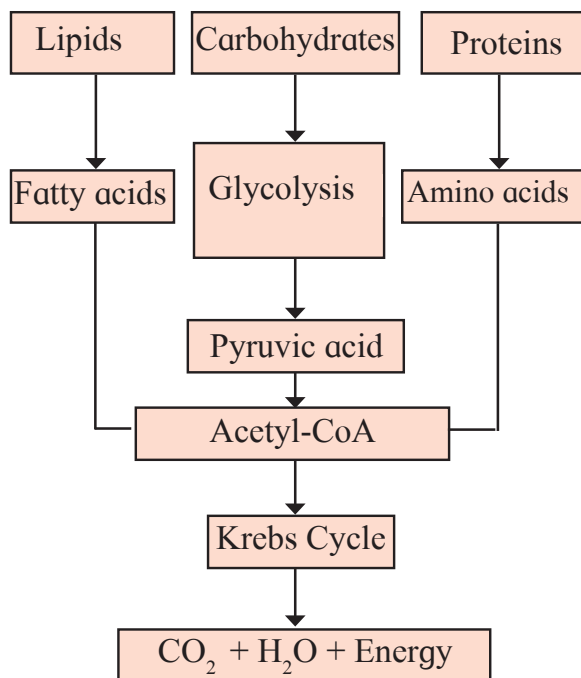 Lipids
Carbohydrates
Proteins
Fatty acids
Glycolysis
Amino acids
Pyruvic acid
Acetyl-CoA
Krebs Cycle
CO₂ + H₂O + Energy